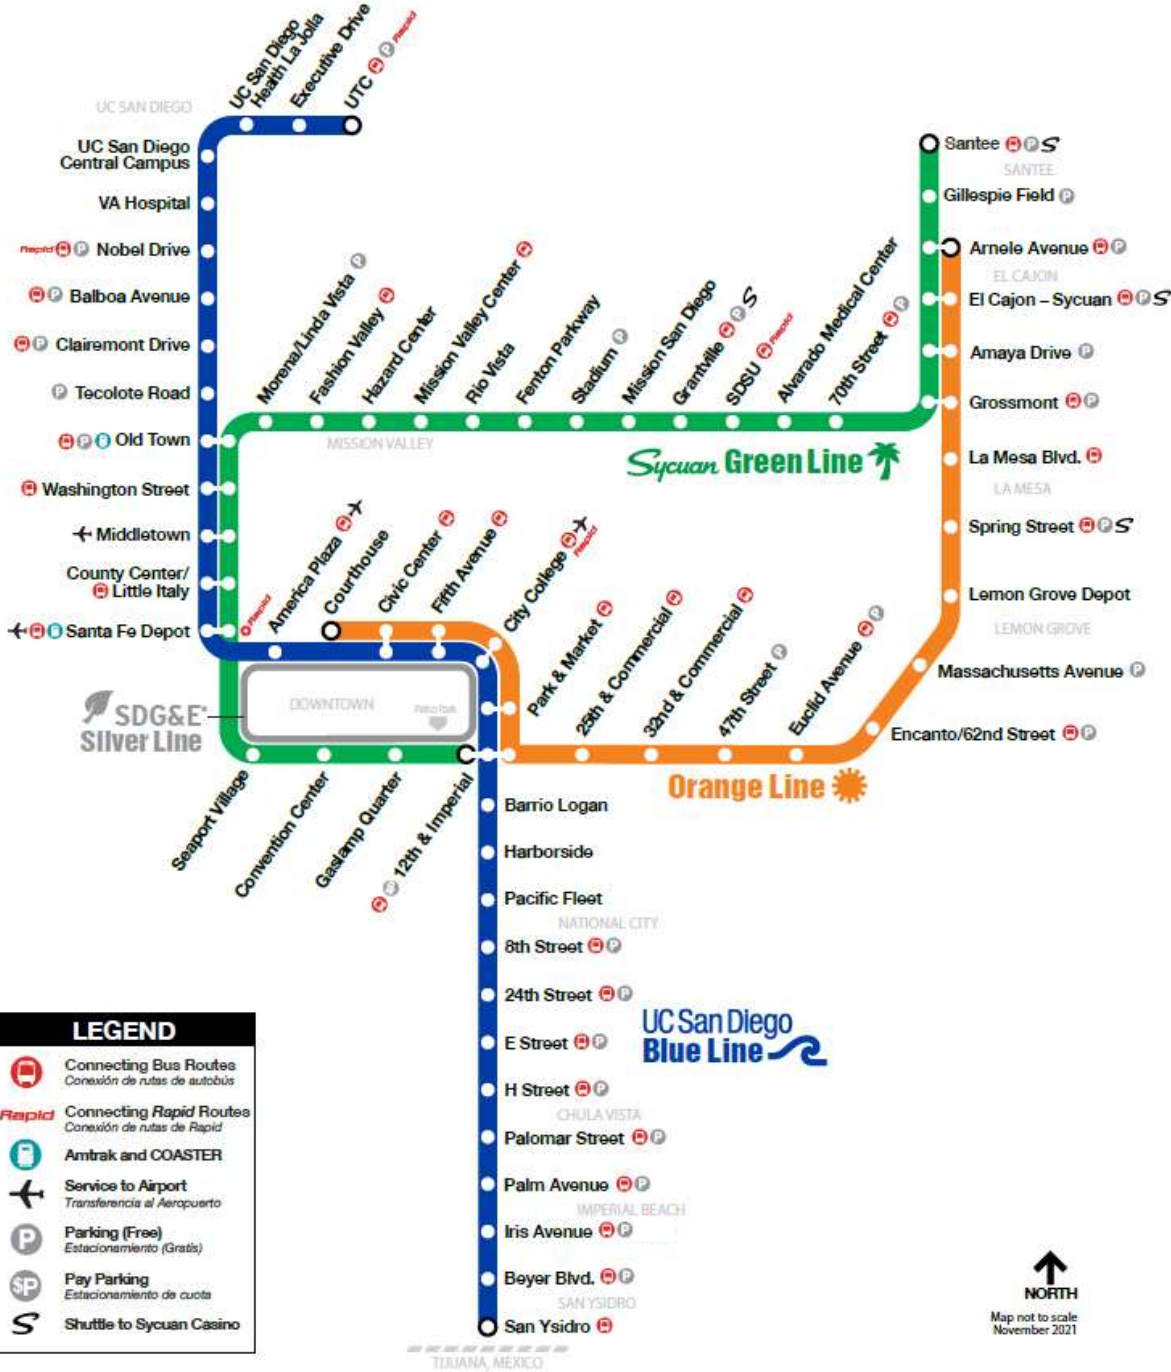 UC San Diego
Health La Jolla
Executive Drive
UTC Rapid
UC SAN DIEGO
UC San Diego
Central Campus
VA Hospital
Rapid P Nobel Drive
P Balboa Avenue
P Clairemont Drive
P Tecolote Road
P Old Town
Washington Street
Middletown
County Center/
Little Italy
Santa Fe Depot
Rapid
Morena/Linda Vista P
Fashion Valley
Hazard Center
Mission Valley Center
Rio Vista
Fenton Parkway
Stadium P
Mission San Diego
Grantville P S
SDSU Rapid
Alvarado Medical Center
70th Street P
MISSION VALLEY
Sycuan Green Line
Santee P S
SANTEE
Gillespie Field P
Arnele Avenue P
EL CAJON
El Cajon – Sycuan P S
Amaya Drive P
Grossmont P
La Mesa Blvd.
LA MESA
Spring Street P S
Lemon Grove Depot
LEMON GROVE
Massachusetts Avenue P
Encanto/62nd Street P
America Plaza
Courthouse
Civic Center
Fifth Avenue
City College Rapid
Park & Market
25th & Commercial
32nd & Commercial
47th Street P
Euclid Avenue P
DOWNTOWN
Petco Park
SDG&E®
Silver Line
Orange Line
Seaport Village
Convention Center
Gaslamp Quarter
12th & Imperial
Barrio Logan
Harborside
Pacific Fleet
NATIONAL CITY
8th Street P
24th Street P
E Street P
H Street P
CHULA VISTA
Palomar Street P
Palm Avenue P
IMPERIAL BEACH
Iris Avenue P
Beyer Blvd. P
SAN YSIDRO
San Ysidro
TIJUANA, MEXICO
UC San Diego
Blue Line
LEGEND
Connecting Bus Routes
Conexión de rutas de autobús
Rapid Connecting Rapid Routes
Conexión de rutas de Rapid
Amtrak and COASTER
Service to Airport
Transferencia al Aeropuerto
P Parking (Free)
Estacionamiento (Gratis)
$P Pay Parking
Estacionamiento de cuota
S Shuttle to Sycuan Casino
NORTH
Map not to scale
November 2021